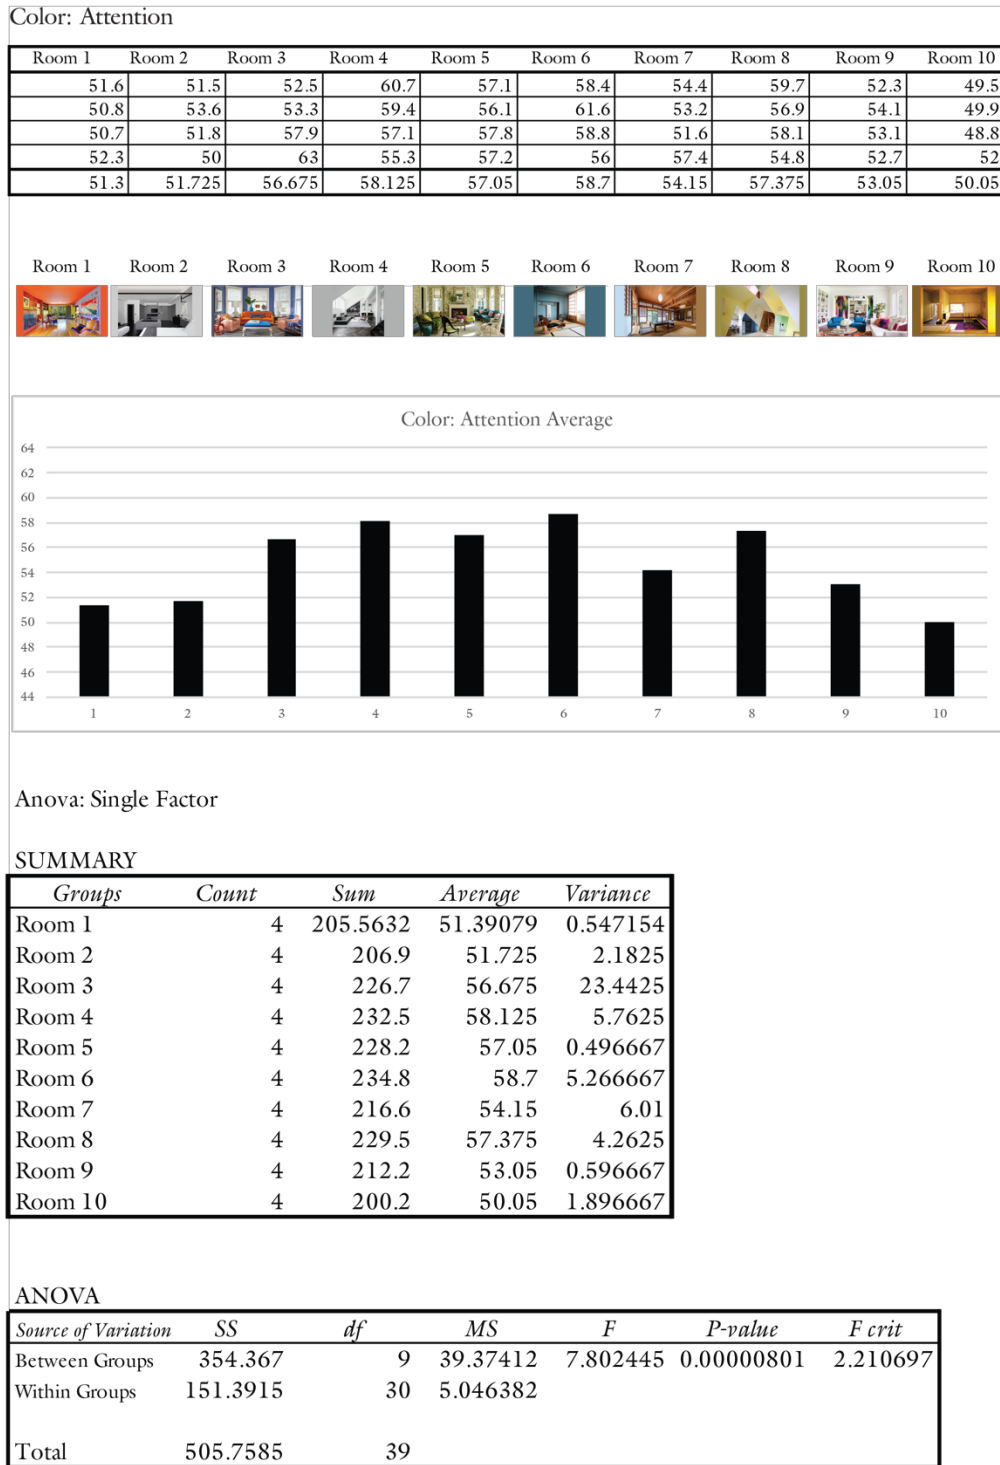 Color: Attention
Room 1 Room 2 Room 3 Room 4 Room 5 Room 6 Room 7 Room 8 Room 9 Room 10
51.6 51.5 52.5 60.7 57.1 58.4 54.4 59.7 52.3 49.5
50.8 53.6 53.3 59.4 56.1 61.6 53.2 56.9 54.1 49.9
50.7 51.8 57.9 57.1 57.8 58.8 51.6 58.1 53.1 48.8
52.3 50 63 55.3 57.2 56 57.4 54.8 52.7 52
51.3 51.725 56.675 58.125 57.05 58.7 54.15 57.375 53.05 50.05
Room 1 Room 2 Room 3 Room 4 Room 5 Room 6 Room 7 Room 8 Room 9 Room 10
Color: Attention Average
64
62
60
58
56
54
52
50
48
46
44
1 2 3 4 5 6 7 8 9 10
Anova: Single Factor
SUMMARY
Groups Count Sum Average Variance
Room 1 4 205.5632 51.39079 0.547154
Room 2 4 206.9 51.725 2.1825
Room 3 4 226.7 56.675 23.4425
Room 4 4 232.5 58.125 5.7625
Room 5 4 228.2 57.05 0.496667
Room 6 4 234.8 58.7 5.266667
Room 7 4 216.6 54.15 6.01
Room 8 4 229.5 57.375 4.2625
Room 9 4 212.2 53.05 0.596667
Room 10 4 200.2 50.05 1.896667
ANOVA
Source of Variation SS df MS F P-value F crit
Between Groups 354.367 9 39.37412 7.802445 0.00000801 2.210697
Within Groups 151.3915 30 5.046382
Total 505.7585 39